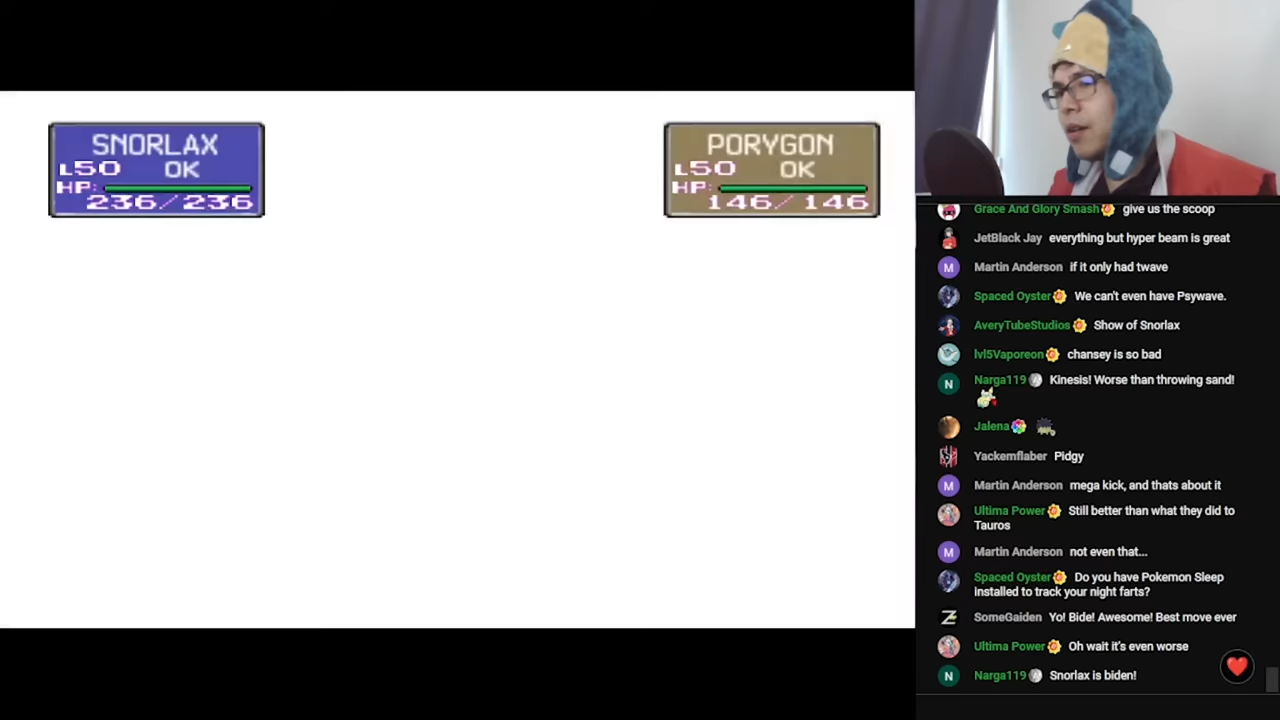 SNORLAX
L50 OK
HP:
236/236
PORYGON
L50 OK
HP:
146/146
Grace And Glory Smash give us the scoop
JetBlack Jay everything but hyper beam is great
M Martin Anderson if it only had twave
Spaced Oyster We can't even have Psywave.
AveryTubeStudios Show of Snorlax
lvl5Vaporeon chansey is so bad
N Narga119 Kinesis! Worse than throwing sand!
Jalena
Yackemflaber Pidgy
M Martin Anderson mega kick, and thats about it
Ultima Power Still better than what they did to
Tauros
M Martin Anderson not even that...
Spaced Oyster Do you have Pokemon Sleep
installed to track your night farts?
Z SomeGaiden Yo! Bide! Awesome! Best move ever
Ultima Power Oh wait it's even worse
N Narga119 Snorlax is biden!